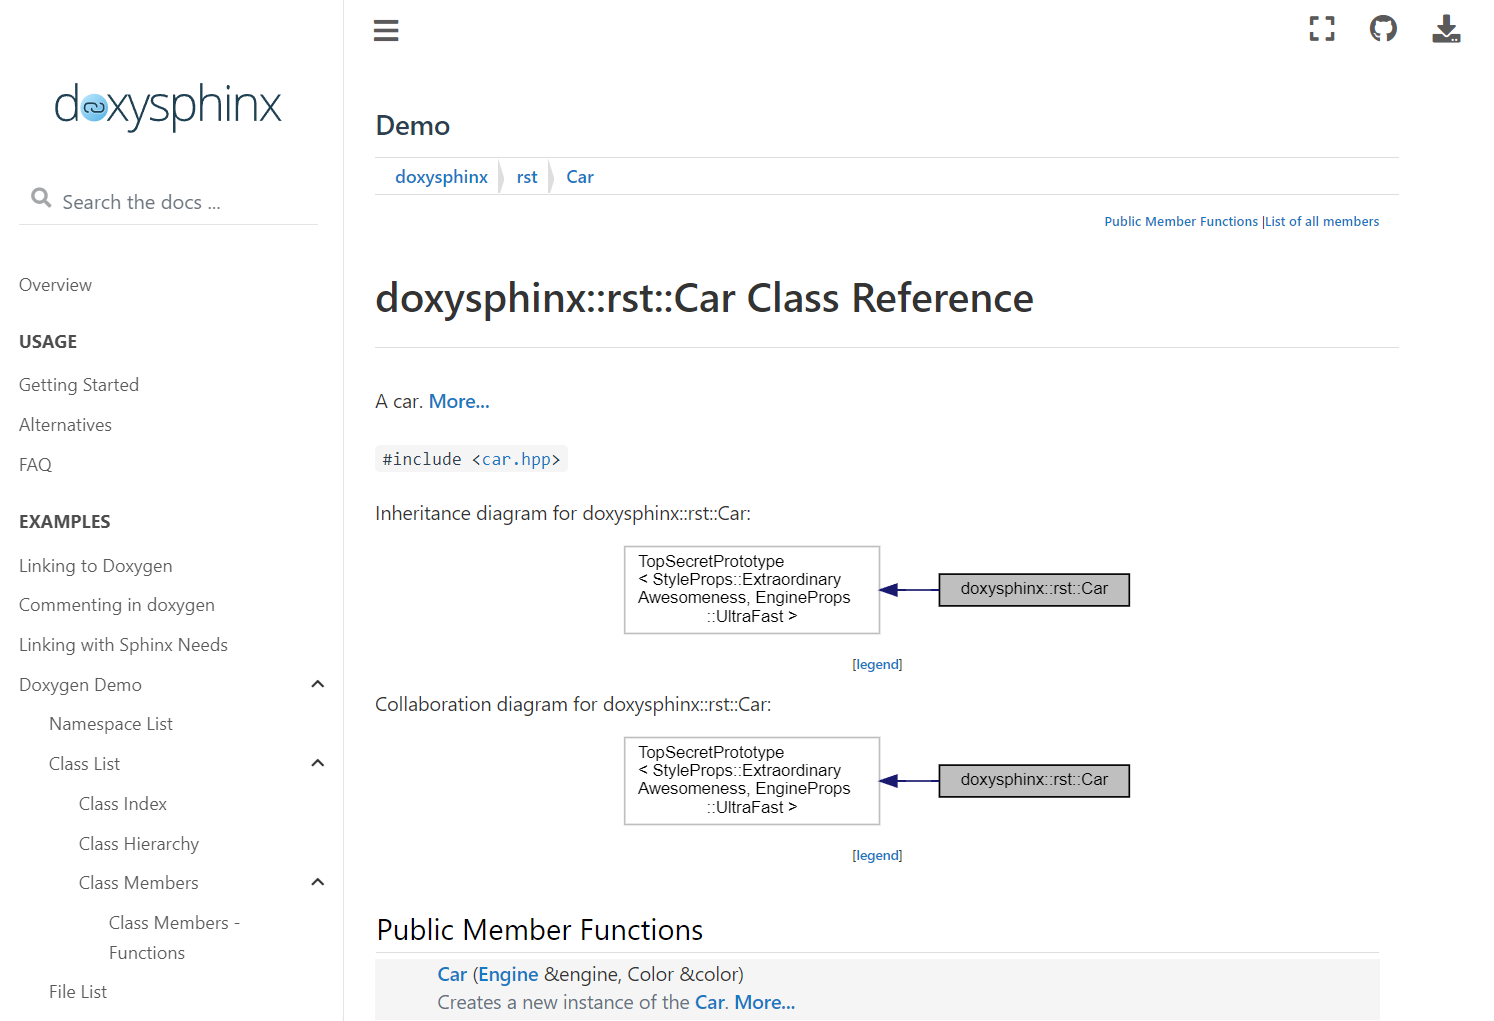 doxysphinx
Search the docs ...
Overview
USAGE
Getting Started
Alternatives
FAQ
EXAMPLES
Linking to Doxygen
Commenting in doxygen
Linking with Sphinx Needs
Doxygen Demo
Namespace List
Class List
Class Index
Class Hierarchy
Class Members
Class Members -
Functions
File List
Demo
doxysphinx rst Car
Public Member Functions |List of all members
doxysphinx::rst::Car Class Reference
A car. More...
#include <car.hpp>
Inheritance diagram for doxysphinx::rst::Car:
TopSecretPrototype
< StyleProps::Extraordinary
Awesomeness, EngineProps
::UltraFast >
doxysphinx::rst::Car
[legend]
Collaboration diagram for doxysphinx::rst::Car:
TopSecretPrototype
< StyleProps::Extraordinary
Awesomeness, EngineProps
::UltraFast >
doxysphinx::rst::Car
[legend]
Public Member Functions
Car (Engine &engine, Color &color)
Creates a new instance of the Car. More...